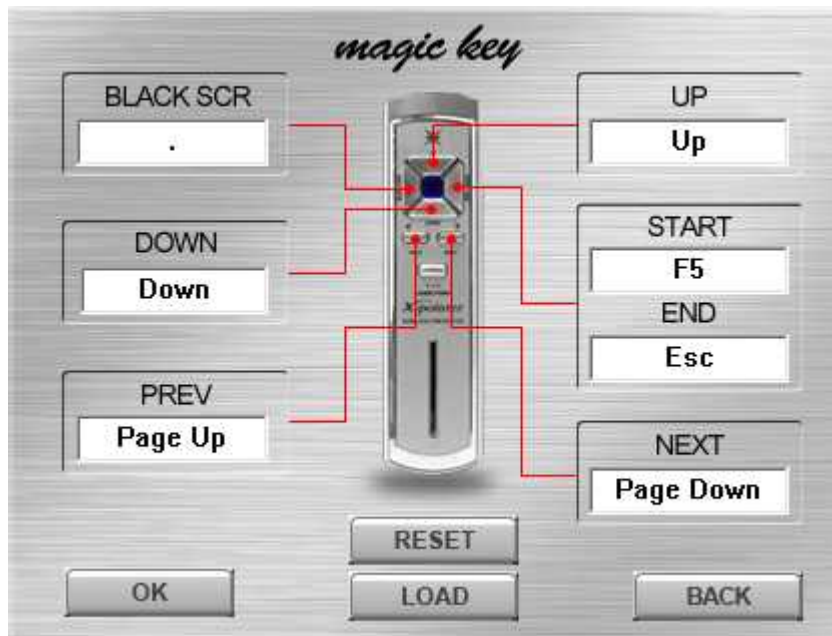 magic key
BLACK SCR
.
UP
Up
DOWN
Down
START
F5
END
Esc
PREV
Page Up
NEXT
Page Down
X-pointer
RESET
OK
LOAD
BACK